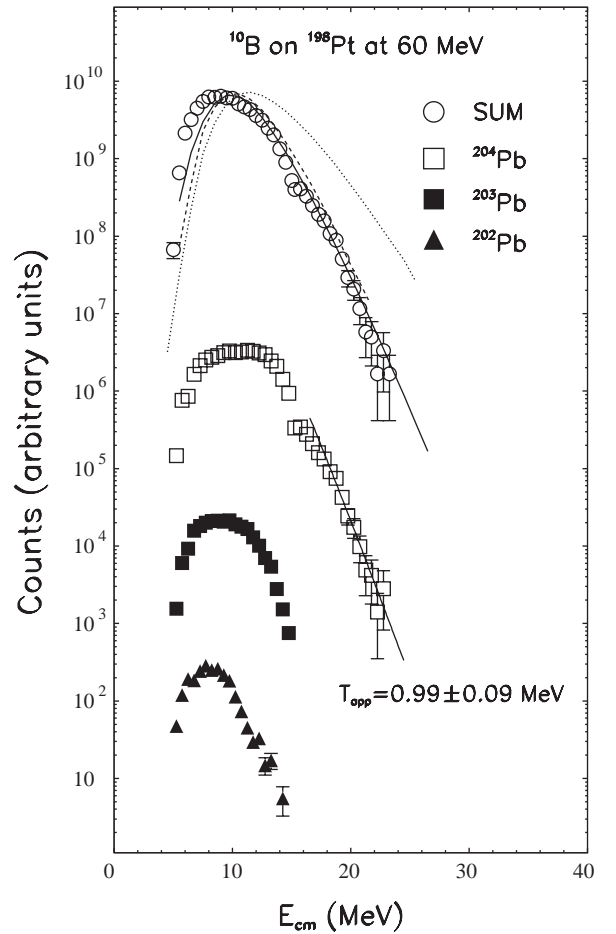 ¹⁰B on ¹⁹⁸Pt at 60 MeV
SUM
²⁰⁴Pb
²⁰³Pb
²⁰²Pb
Counts (arbitrary units)
10¹⁰
10⁹
10⁸
10⁷
10⁶
10⁵
10⁴
10³
10²
10
T_app=0.99±0.09 MeV
0 10 20 30 40
E_cm (MeV)